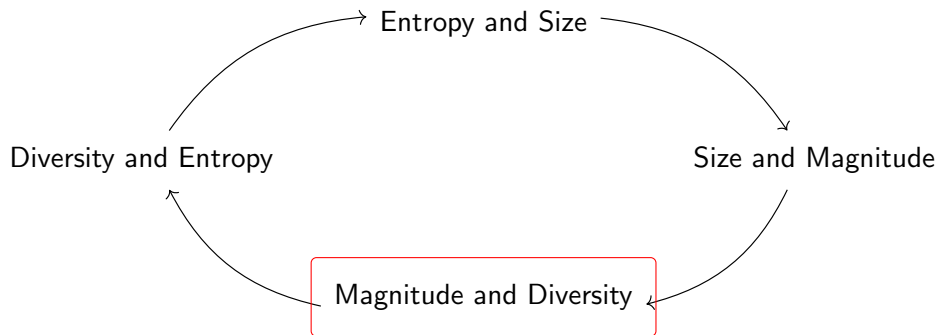 Entropy and Size
Diversity and Entropy
Size and Magnitude
Magnitude and Diversity